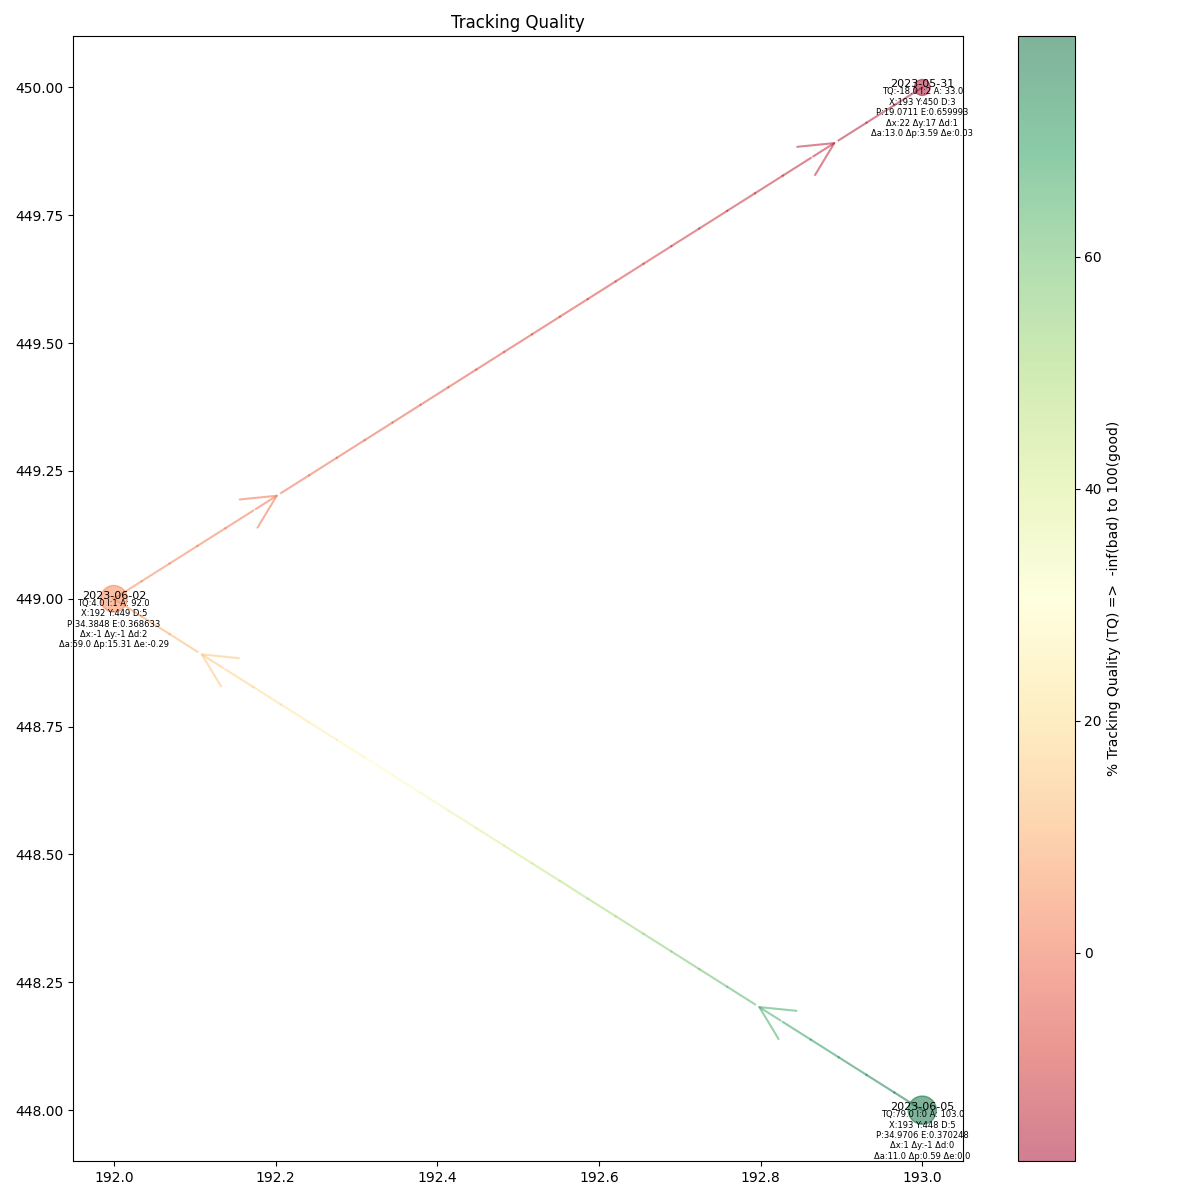 Tracking Quality
450.00
449.75
449.50
449.25
449.00
448.75
448.50
448.25
448.00
192.0
192.2
192.4
192.6
192.8
193.0
2023-05-31
TQ:-18.0 I:2 A: 33.0
X:193 Y:450 D:3
P:19.0711 E:0.659993
Δx:22 Δy:17 Δd:1
Δa:13.0 Δp:3.59 Δe:0.03
2023-06-02
TQ:4.0 I:1 A: 92.0
X:192 Y:449 D:5
P:34.3848 E:0.368633
Δx:-1 Δy:-1 Δd:2
Δa:59.0 Δp:15.31 Δe:-0.29
2023-06-05
TQ:79.0 I:0 A: 103.0
X:193 Y:448 D:5
P:34.9706 E:0.370248
Δx:1 Δy:-1 Δd:0
Δa:11.0 Δp:0.59 Δe:0.0
60
40
20
0
% Tracking Quality (TQ) => -inf(bad) to 100(good)